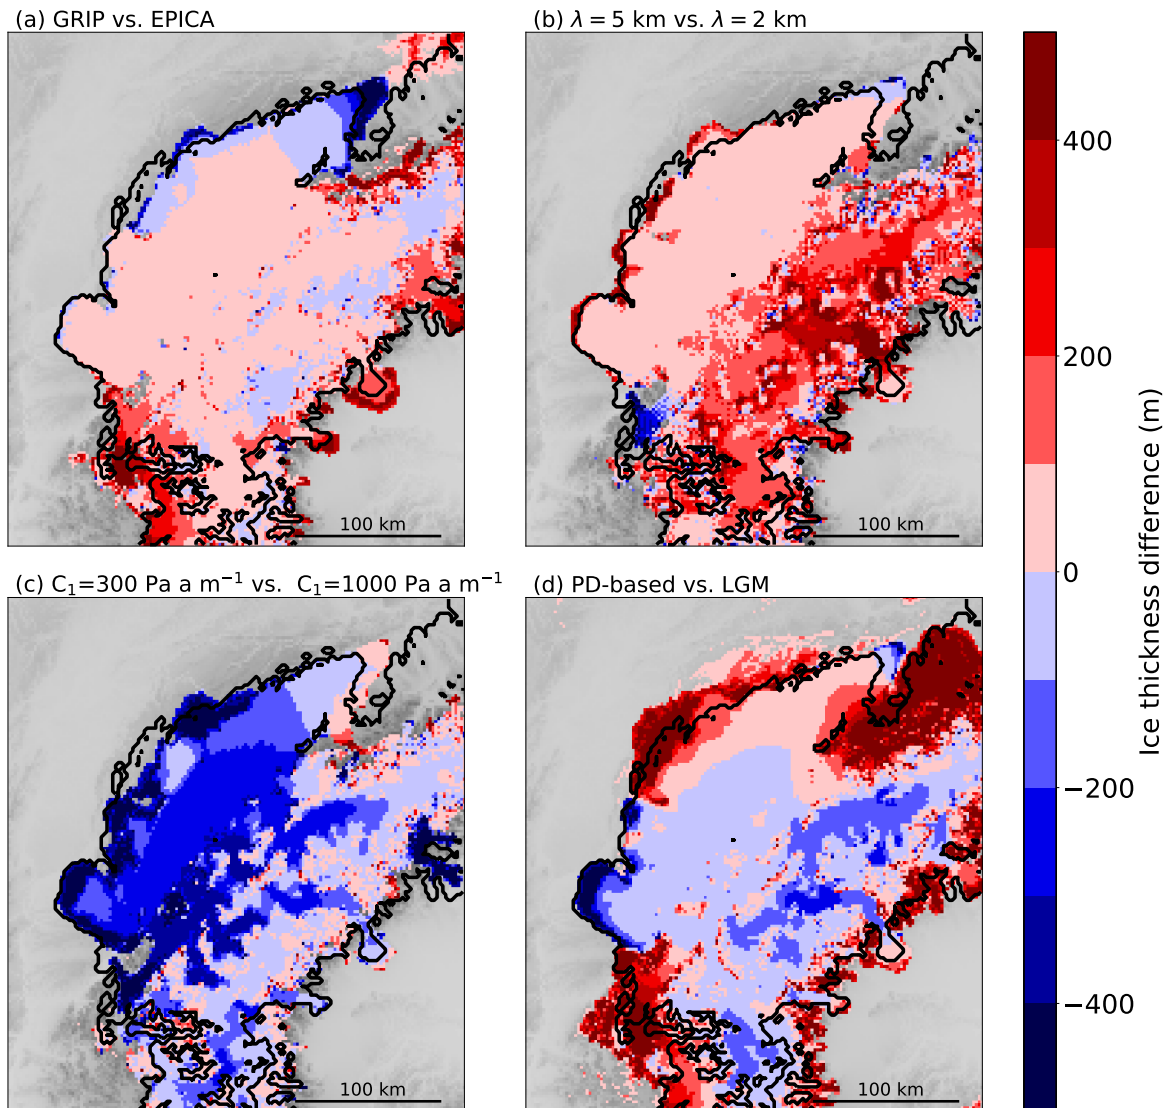 (a) GRIP vs. EPICA
(b) λ = 5 km vs. λ = 2 km
100 km
100 km
(c) C₁=300 Pa a m⁻¹ vs. C₁=1000 Pa a m⁻¹
(d) PD-based vs. LGM
100 km
100 km
400
200
0
−200
−400
Ice thickness difference (m)